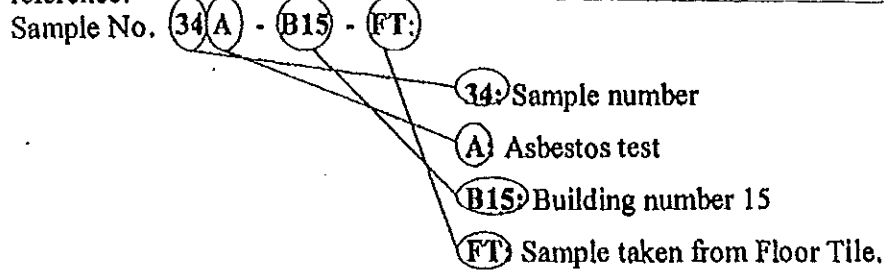 reference.
Sample No. 34A - B15 - FT:
34: Sample number
A: Asbestos test
B15: Building number 15
FT: Sample taken from Floor Tile.